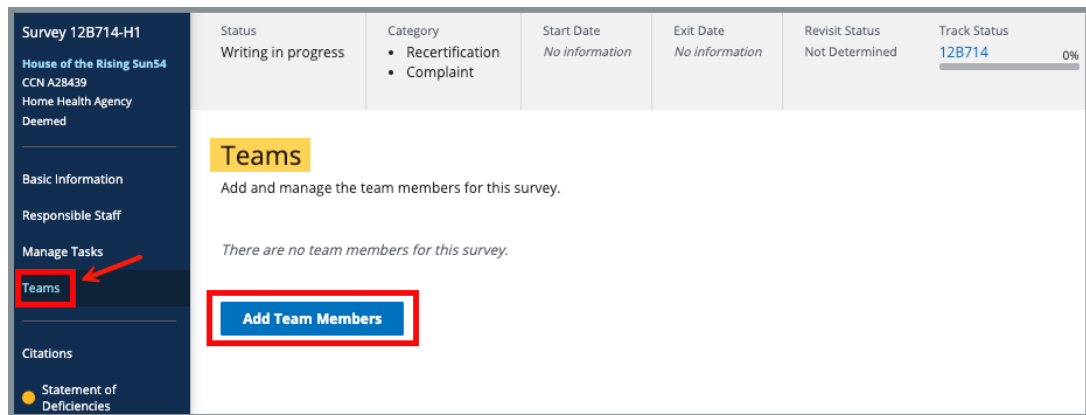 Survey 12B714-H1
House of the Rising Sun54
CCN A28439
Home Health Agency
Deemed
Basic Information
Responsible Staff
Manage Tasks
Teams
Citations
Statement of
Deficiencies
Status
Writing in progress
Category
• Recertification
• Complaint
Start Date
No information
Exit Date
No information
Revisit Status
Not Determined
Track Status
12B714 0%
Teams
Add and manage the team members for this survey.
There are no team members for this survey.
Add Team Members